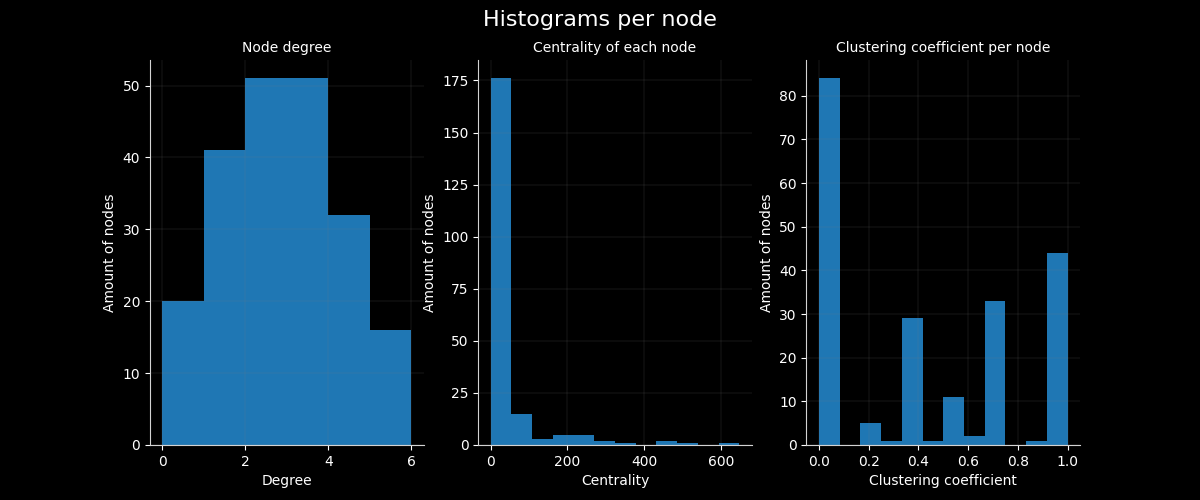 Histograms per node
Node degree
Amount of nodes
50
40
30
20
10
0
0 2 4 6
Degree
Centrality of each node
Amount of nodes
175
150
125
100
75
50
25
0
0 200 400 600
Centrality
Clustering coefficient per node
Amount of nodes
80
70
60
50
40
30
20
10
0
0.0 0.2 0.4 0.6 0.8 1.0
Clustering coefficient